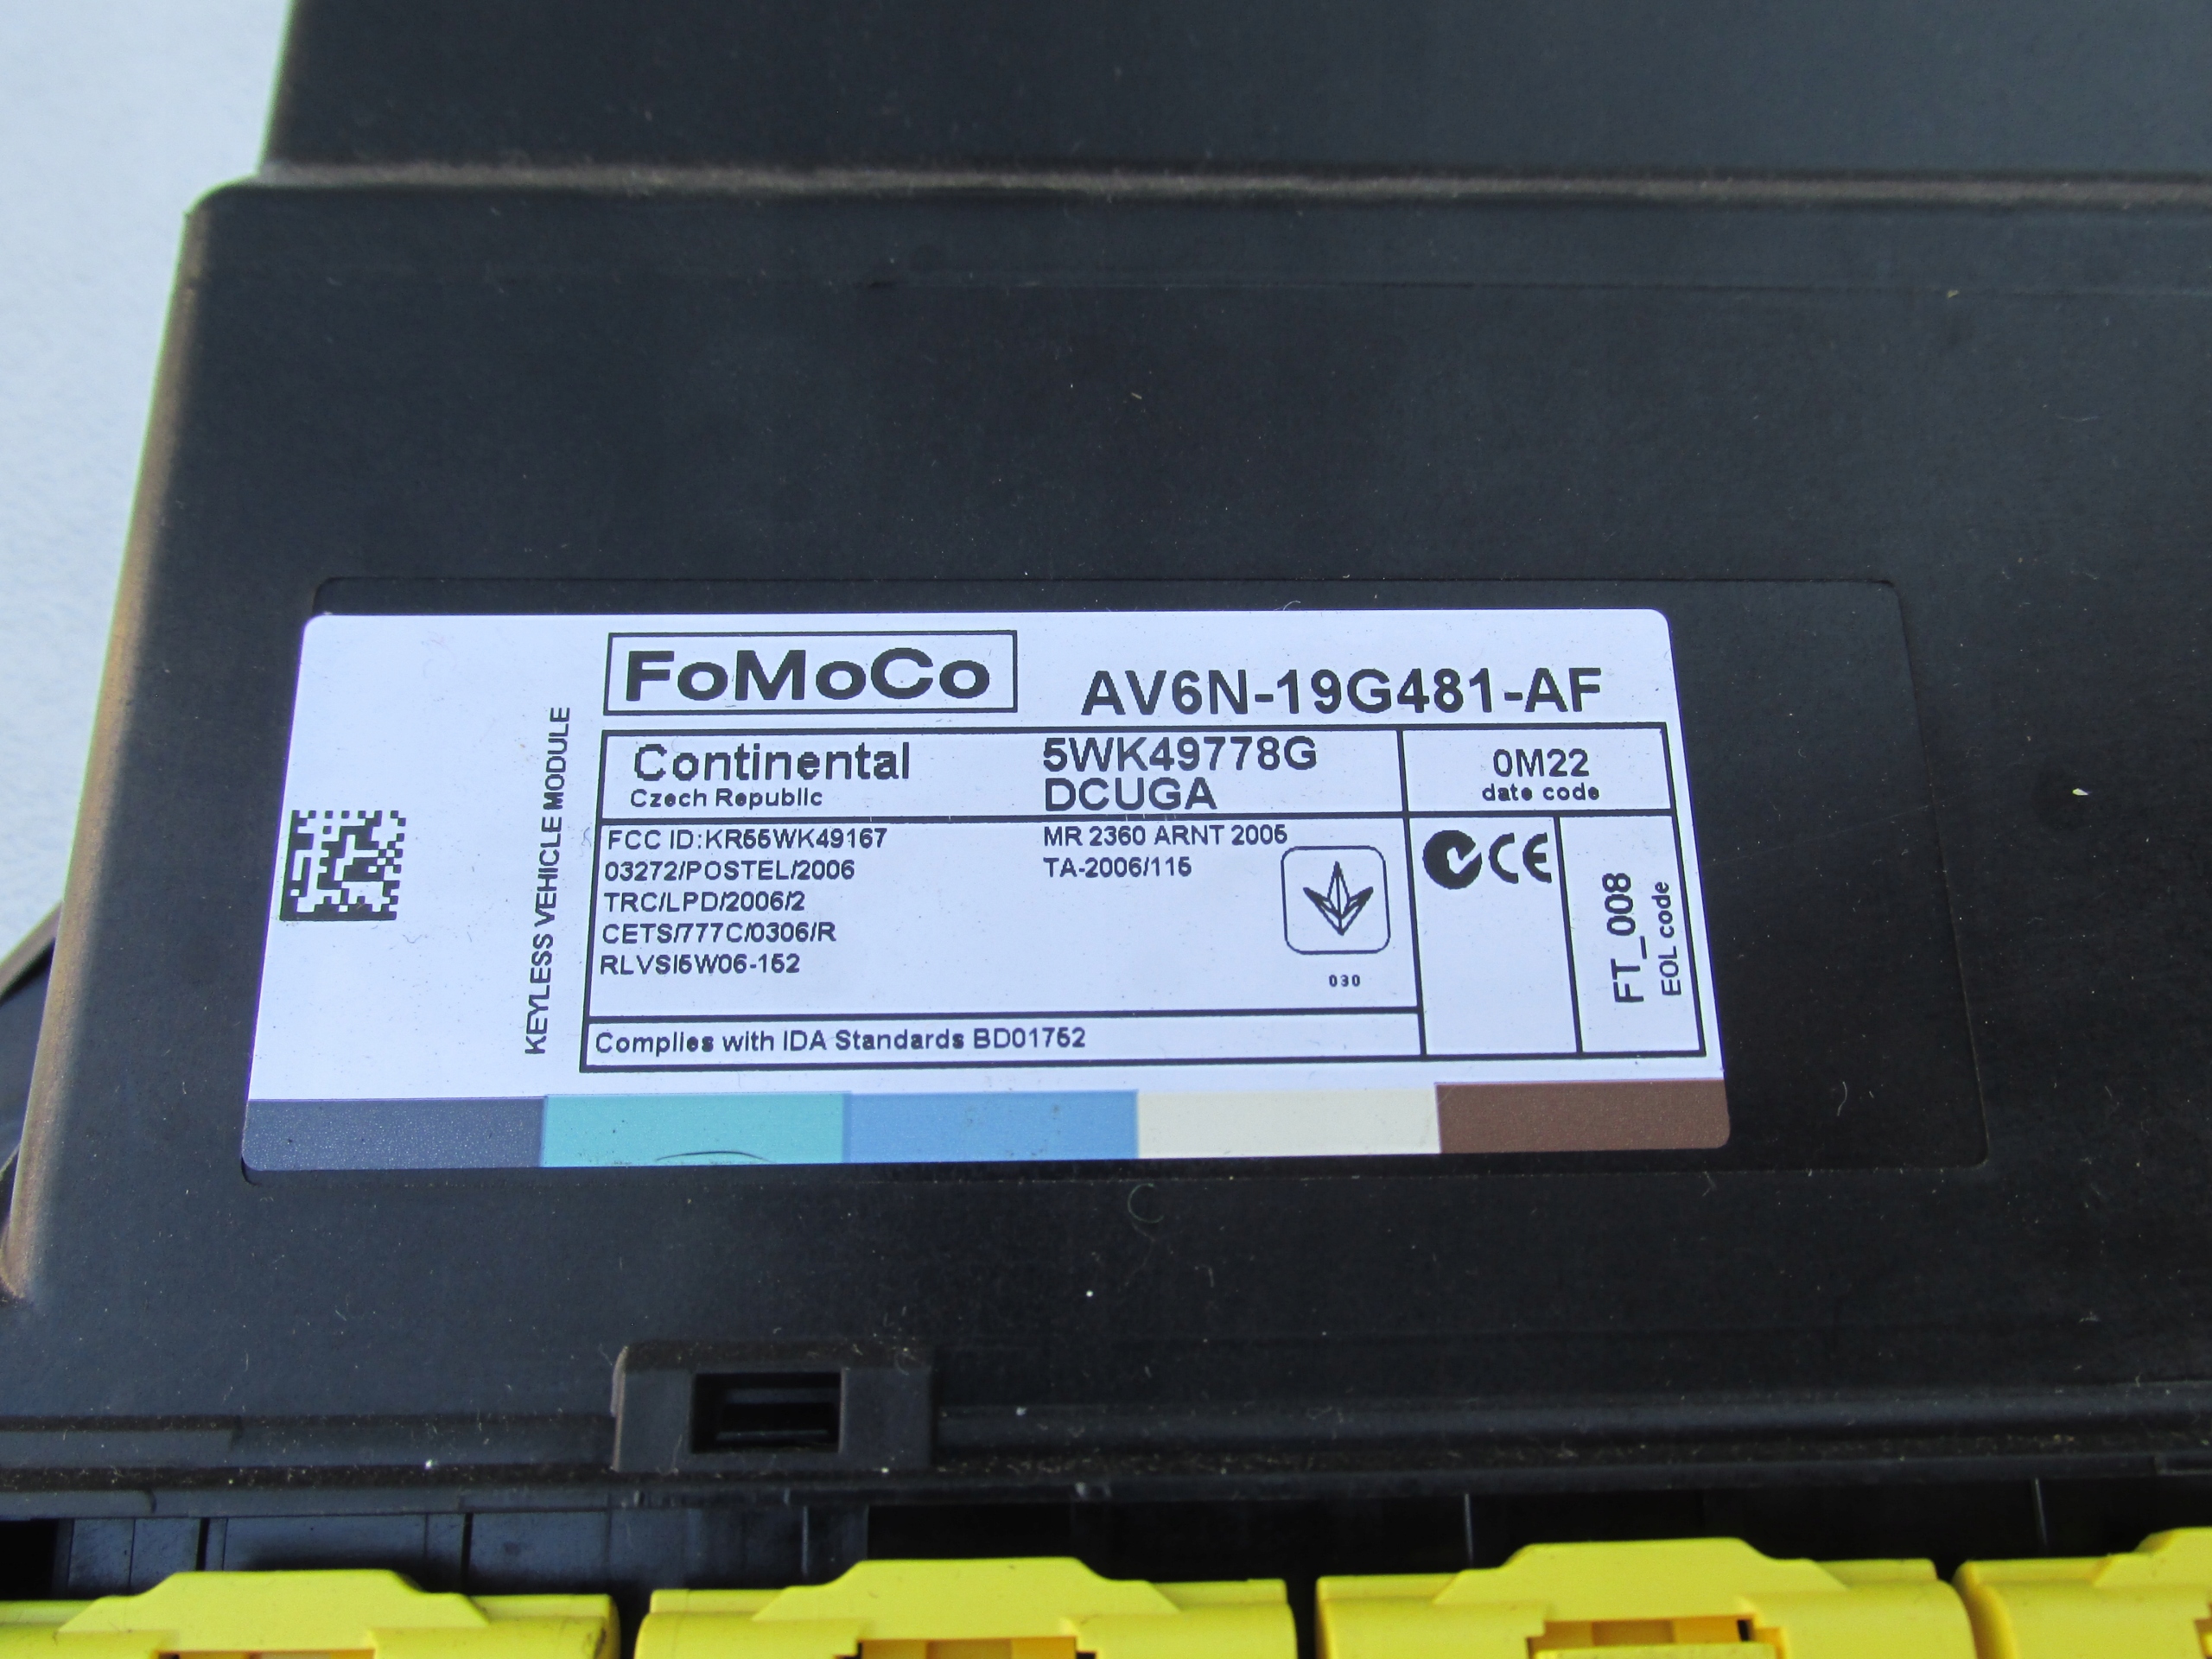 FoMoCo
AV6N-19G481-AF
KEYLESS VEHICLE MODULE
Continental
Czech Republic
5WK49778G
DCUGA
0M22
date code
FCC ID:KR55WK49167
03272/POSTEL/2006
TRC/LPD/2006/2
CETS/777C/0306/R
RLVSI5W06-152
MR 2360 ARNT 2005
TA-2006/115
030
CE
FT_008
EOL code
Complies with IDA Standards BD01752